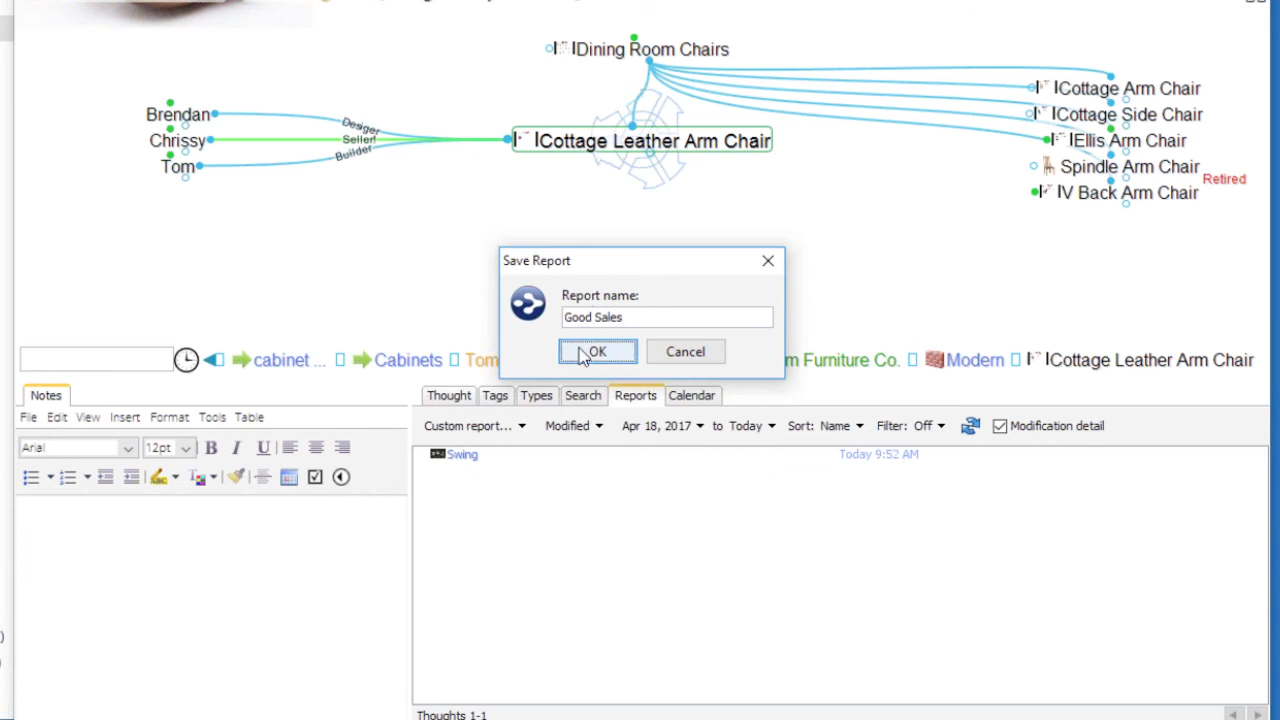 Dining Room Chairs
Brendan
Chrissy
Tom
Desiger
Seller!
Builder
Cottage Leather Arm Chair
Cottage Arm Chair
Cottage Side Chair
Ellis Arm Chair
Spindle Arm Chair
Retired
V Back Arm Chair
Save Report
Report name:
Good Sales
OK
Cancel
cabinet ... Cabinets Tom m Furniture Co. Modern Cottage Leather Arm Chair
Notes
File Edit View Insert Format Tools Table
Arial 12pt B I U
Thought Tags Types Search Reports Calendar
Custom report... Modified Apr 18, 2017 to Today Sort: Name Filter: Off Modification detail
Swing Today 9:52 AM
Thoughts 1-1